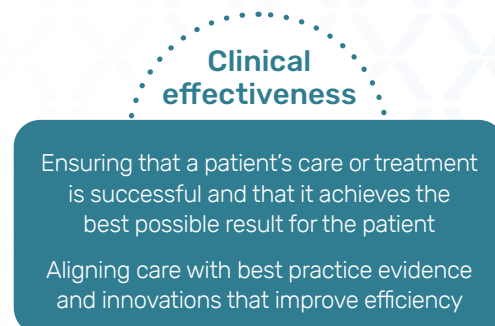 Clinical
effectiveness
Ensuring that a patient’s care or treatment
is successful and that it achieves the
best possible result for the patient
Aligning care with best practice evidence
and innovations that improve efficiency